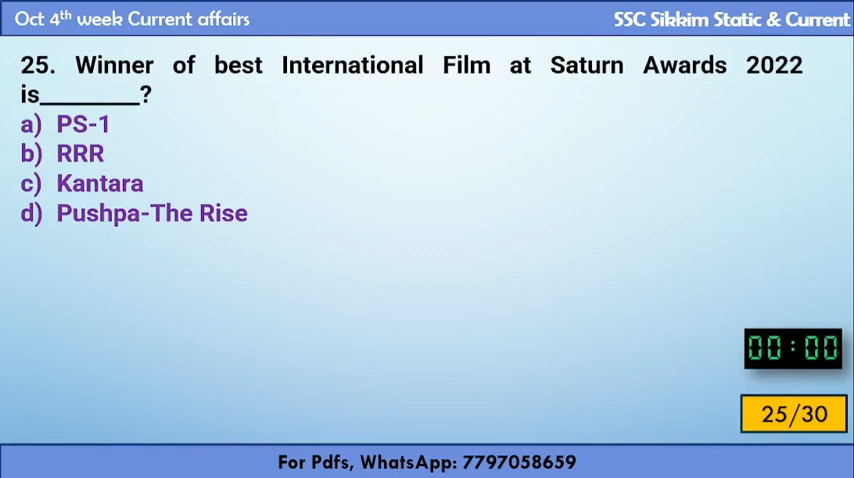 Oct 4th week Current affairs
SSC Sikkim Static & Current
25. Winner of best International Film at Saturn Awards 2022
is________?
a) PS-1
b) RRR
c) Kantara
d) Pushpa-The Rise
00:00
25/30
For Pdfs, WhatsApp: 7797058659